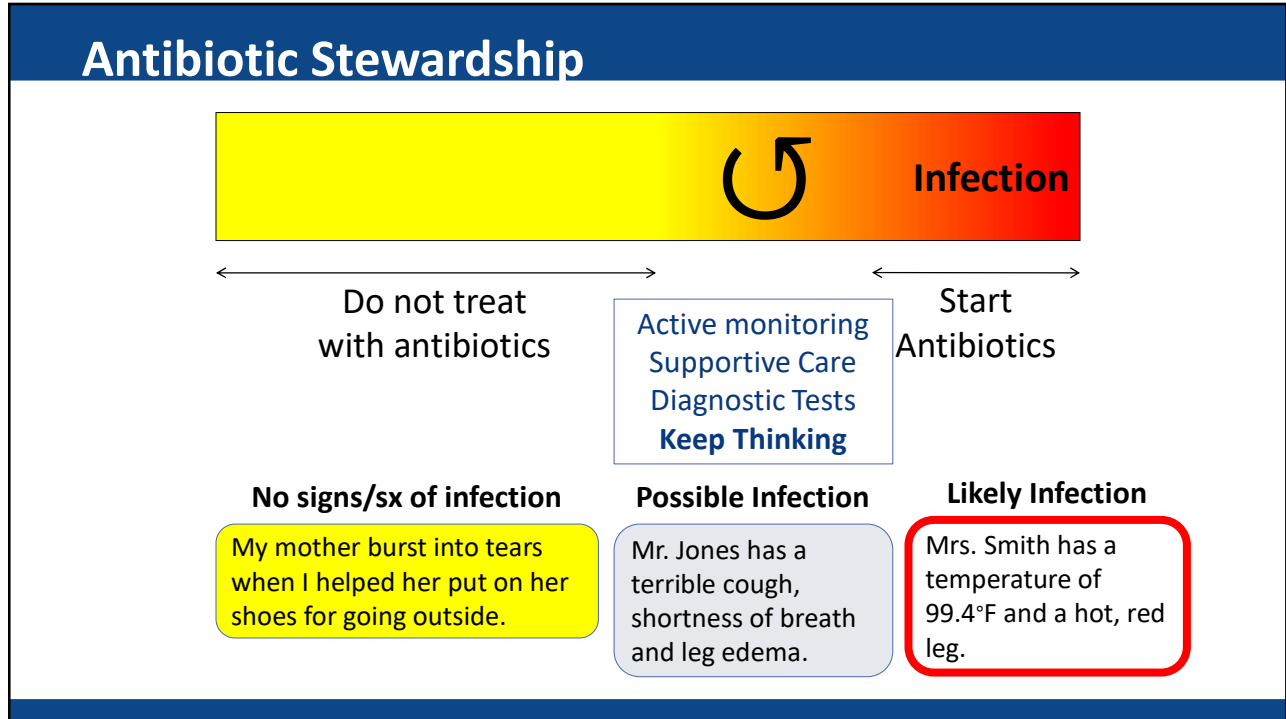 Antibiotic Stewardship
Infection
Do not treat
with antibiotics
Active monitoring
Supportive Care
Diagnostic Tests
Keep Thinking
Start
Antibiotics
No signs/sx of infection
My mother burst into tears
when I helped her put on her
shoes for going outside.
Possible Infection
Mr. Jones has a
terrible cough,
shortness of breath
and leg edema.
Likely Infection
Mrs. Smith has a
temperature of
99.4°F and a hot, red
leg.